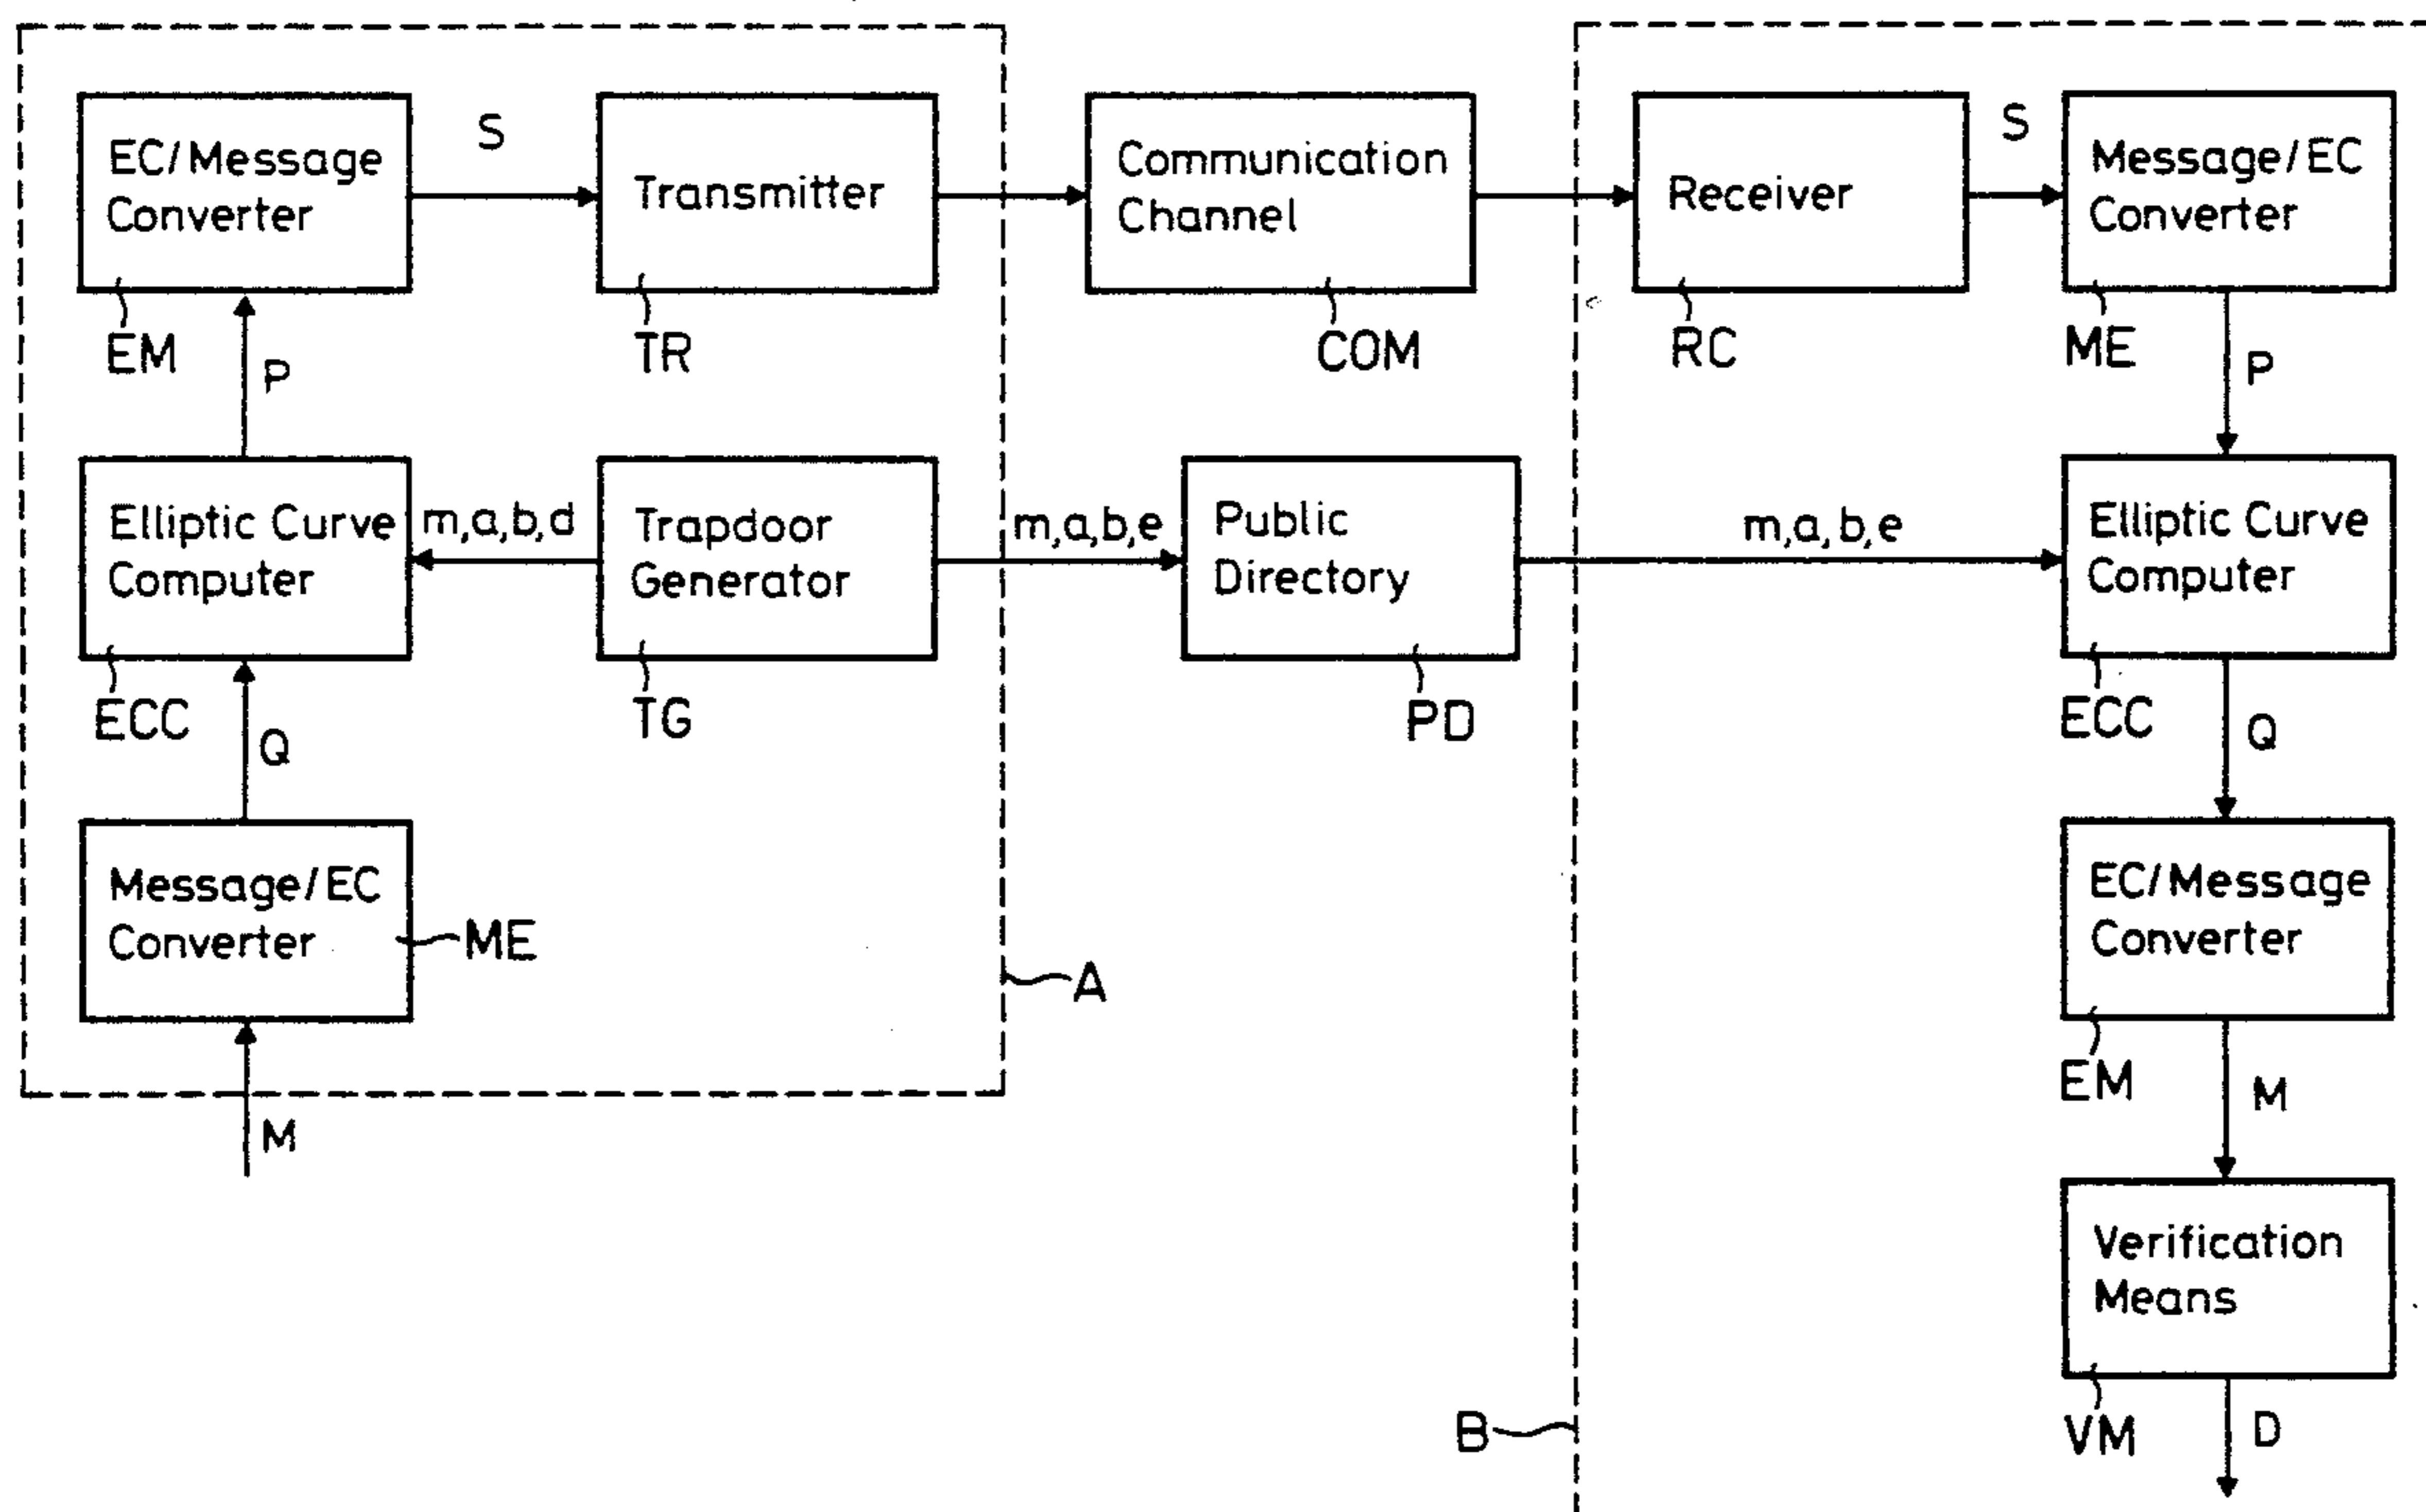 EC/Message
Converter
EM
S
Transmitter
TR
Communication
Channel
COM
Receiver
RC
S
Message/EC
Converter
ME
P
P
Elliptic Curve
Computer
ECC
m,a,b,d
Trapdoor
Generator
TG
m,a,b,e
Public
Directory
PD
m,a,b,e
Elliptic Curve
Computer
ECC
Q
Q
Message/EC
Converter
ME
A
M
EC/Message
Converter
EM
M
Verification
Means
VM
B
D